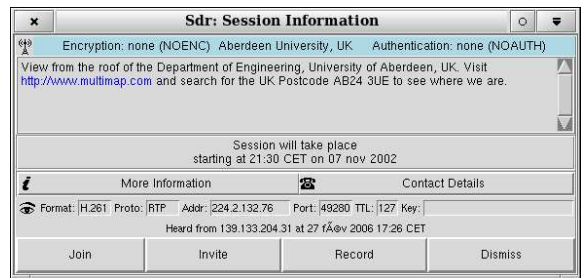 Sdr: Session Information
Encryption: none (NOENC) Aberdeen University, UK Authentication: none (NOAUTH)
View from the roof of the Department of Engineering, University of Aberdeen, UK. Visit
http://www.multimap.com and search for the UK Postcode AB24 3UE to see where we are.
Session will take place
starting at 21:30 CET on 07 nov 2002
More Information Contact Details
Format: H.261 Proto: RTP Addr: 224.2.132.76 Port: 49280 TTL: 127 Key:
Heard from 139.133.204.31 at 27 fÃ©v 2006 17:26 CET
Join Invite Record Dismiss